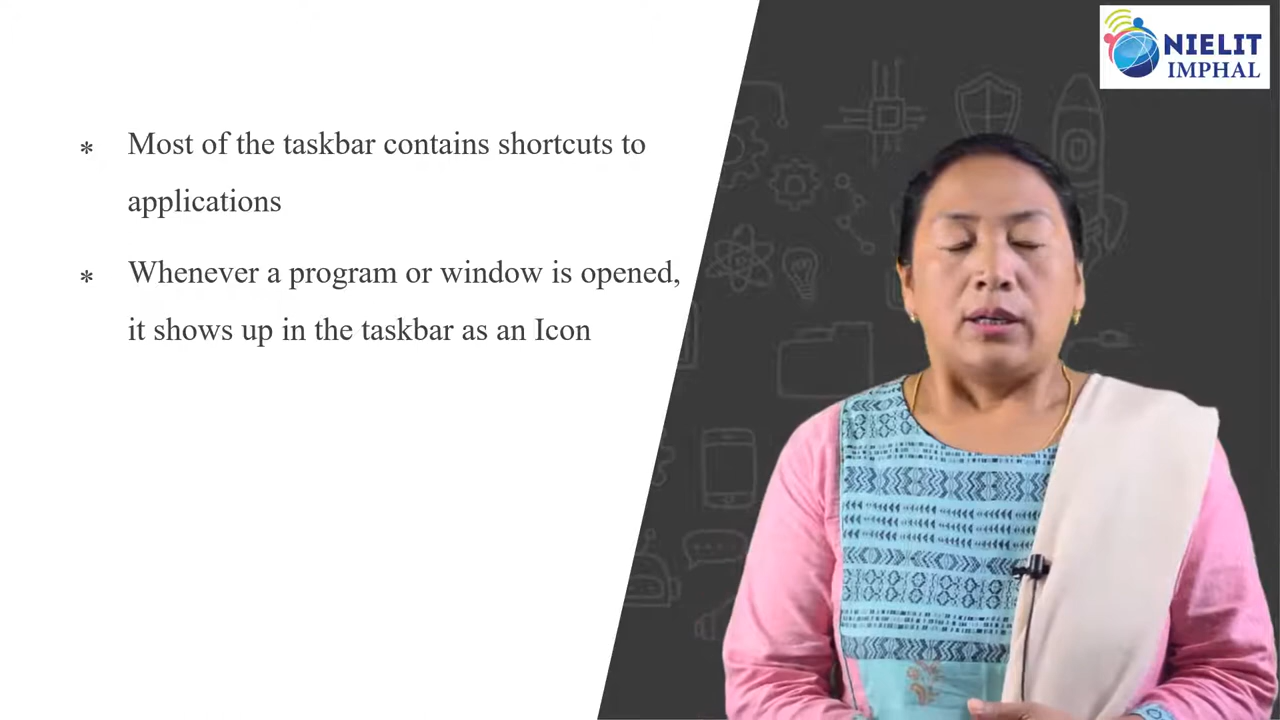 NIELIT
IMPHAL
* Most of the taskbar contains shortcuts to
applications
* Whenever a program or window is opened,
it shows up in the taskbar as an Icon